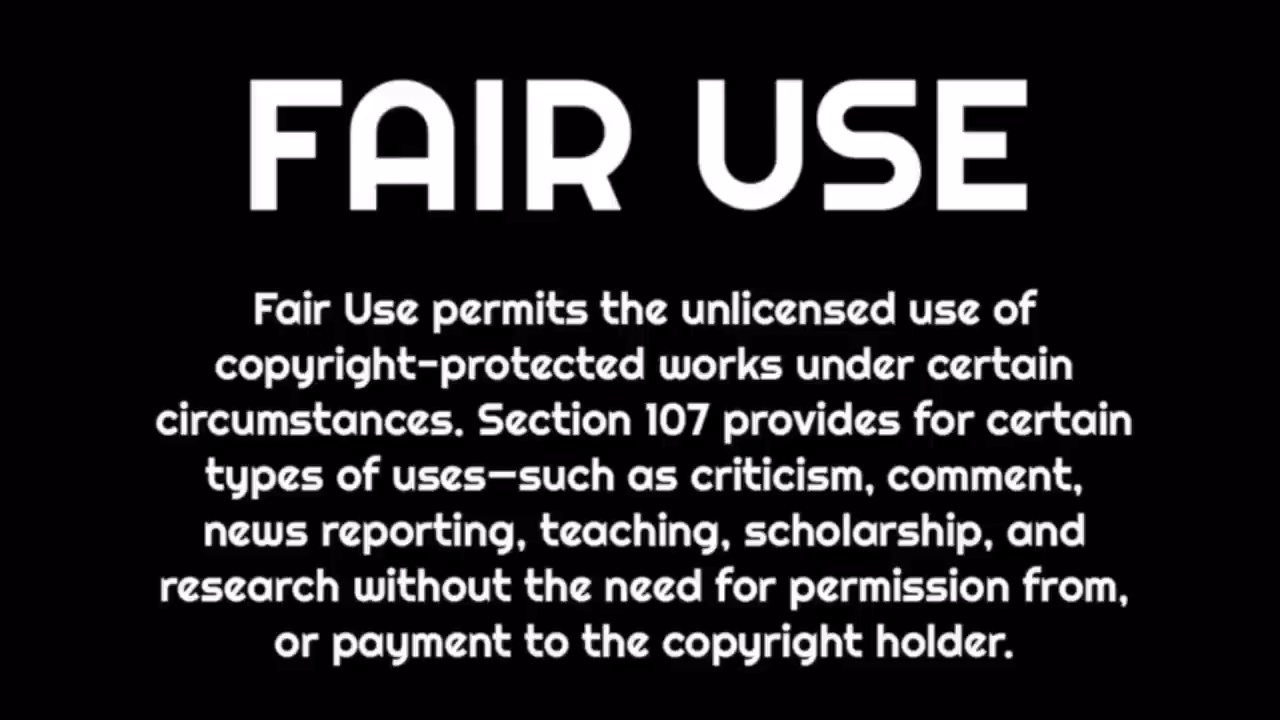 FAIR USE
Fair Use permits the unlicensed use of
copyright-protected works under certain
circumstances. Section 107 provides for certain
types of uses—such as criticism, comment,
news reporting, teaching, scholarship, and
research without the need for permission from,
or payment to the copyright holder.